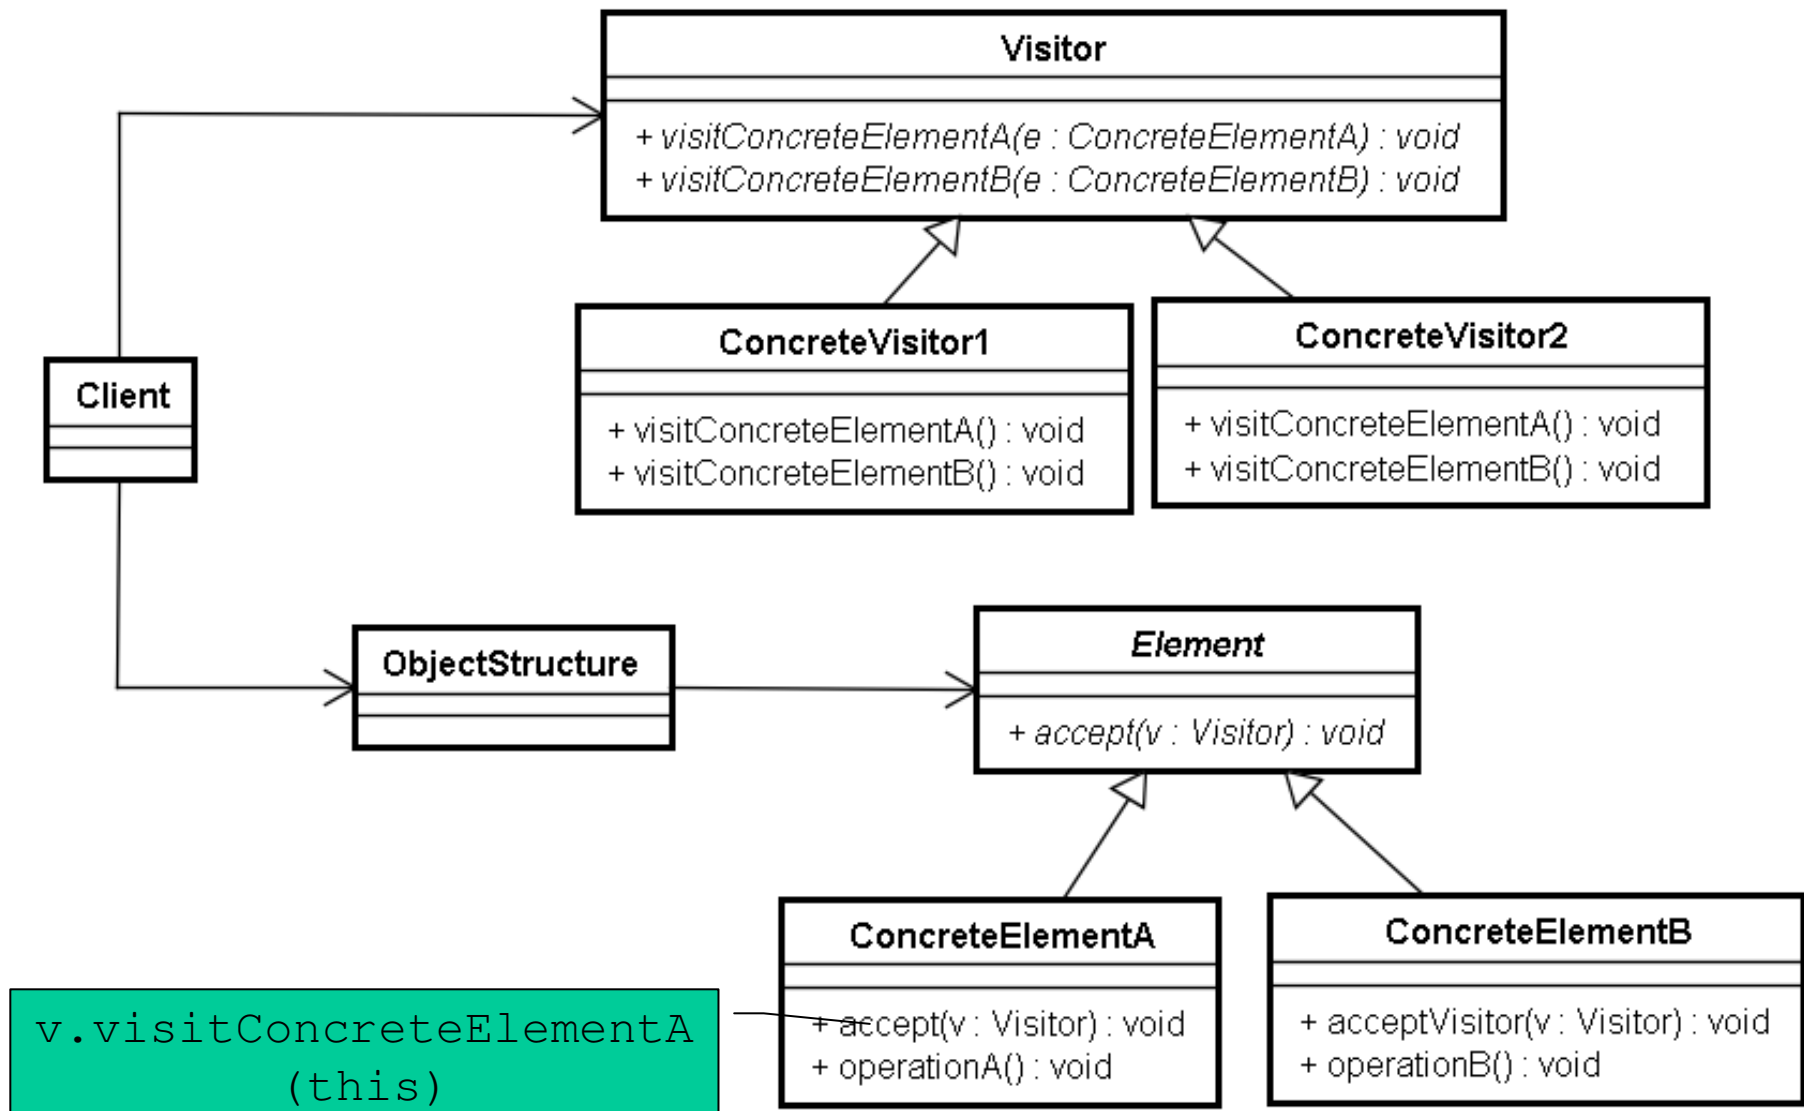 Visitor
+ visitConcreteElementA(e : ConcreteElementA) : void
+ visitConcreteElementB(e : ConcreteElementB) : void
ConcreteVisitor1
+ visitConcreteElementA() : void
+ visitConcreteElementB() : void
ConcreteVisitor2
+ visitConcreteElementA() : void
+ visitConcreteElementB() : void
Client
ObjectStructure
Element
+ accept(v : Visitor) : void
ConcreteElementA
+ accept(v : Visitor) : void
+ operationA() : void
ConcreteElementB
+ acceptVisitor(v : Visitor) : void
+ operationB() : void
v.visitConcreteElementA
(this)